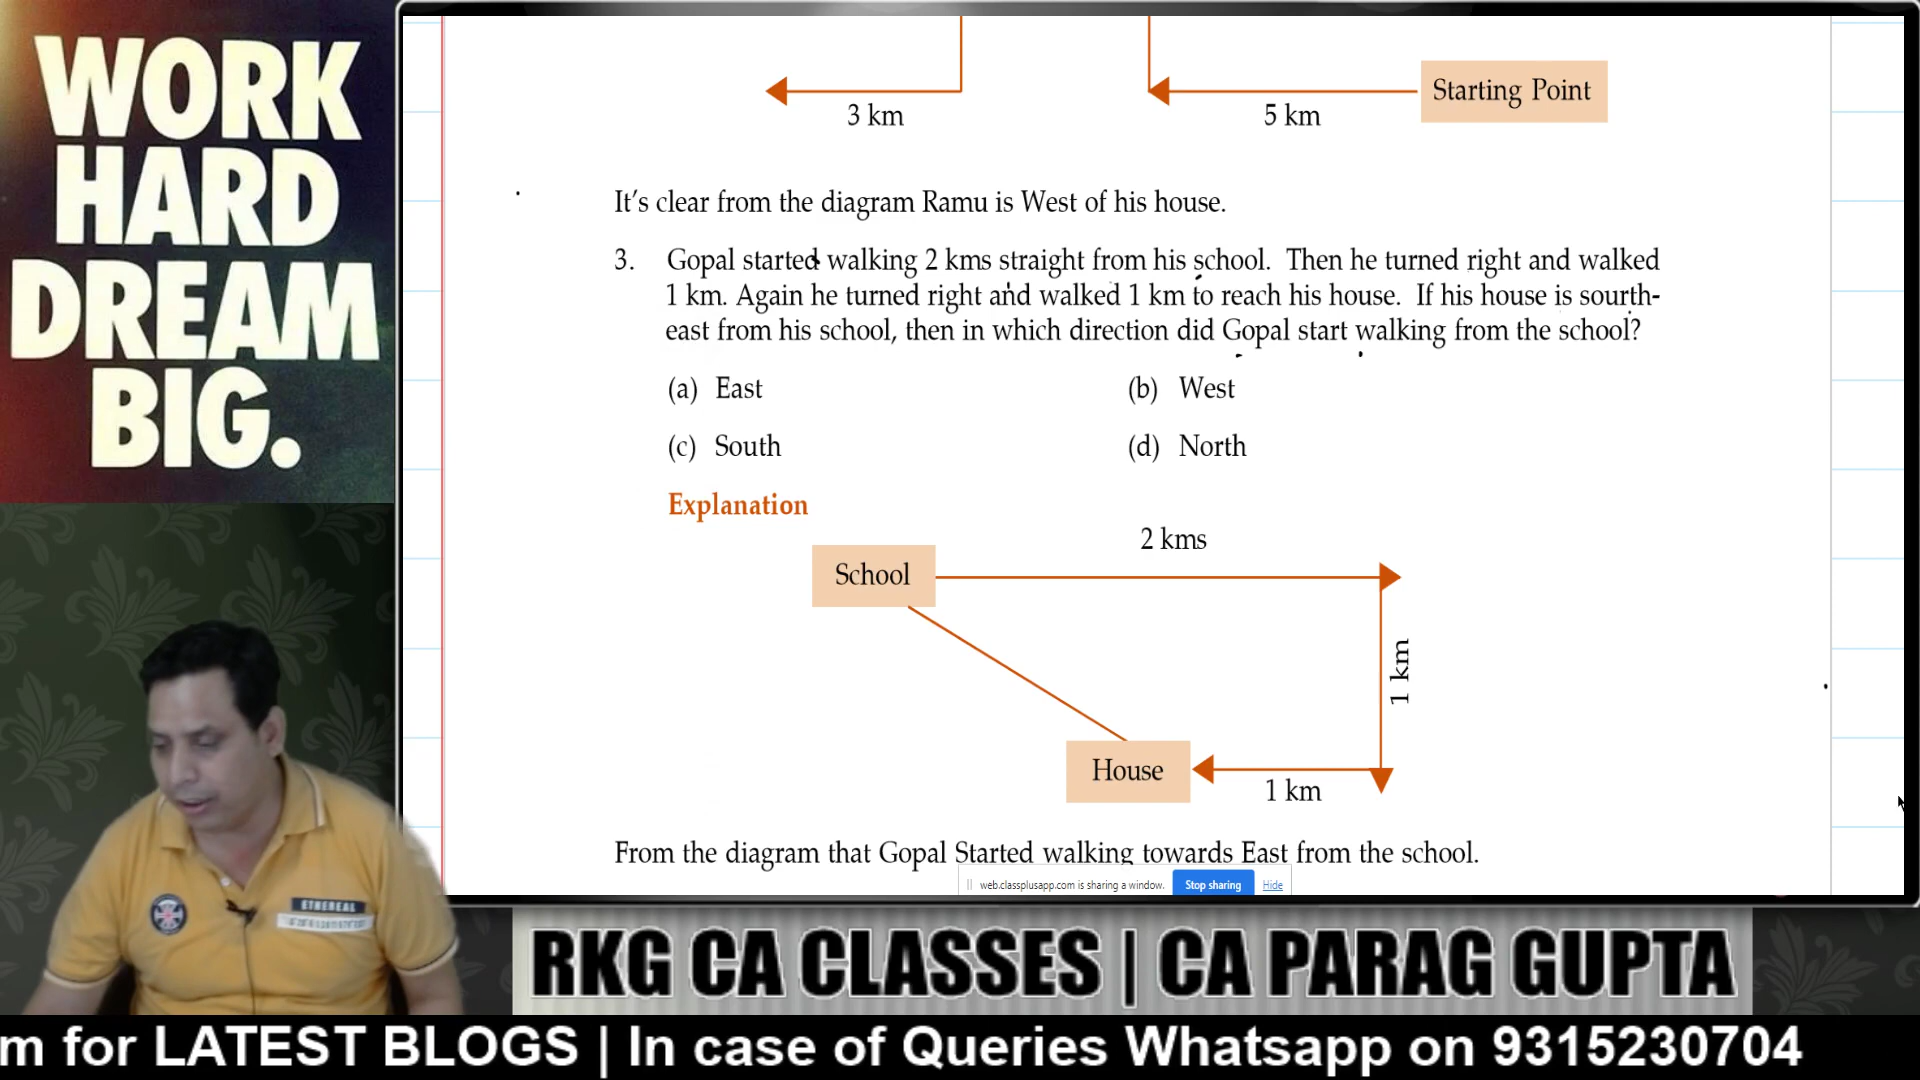 WORK
HARD
DREAM
BIG.
3 km
5 km
Starting Point
It's clear from the diagram Ramu is West of his house.
3. Gopal started walking 2 kms straight from his school. Then he turned right and walked
1 km. Again he turned right and walked 1 km to reach his house. If his house is sourth-
east from his school, then in which direction did Gopal start walking from the school?
(a) East (b) West
(c) South (d) North
Explanation
2 kms
School
1 km
House
1 km
From the diagram that Gopal Started walking towards East from the school.
web.classplusapp.com is sharing a window. Stop sharing Hide
ETHEREAL
RKG CA CLASSES | CA PARAG GUPTA
m for LATEST BLOGS | In case of Queries Whatsapp on 9315230704